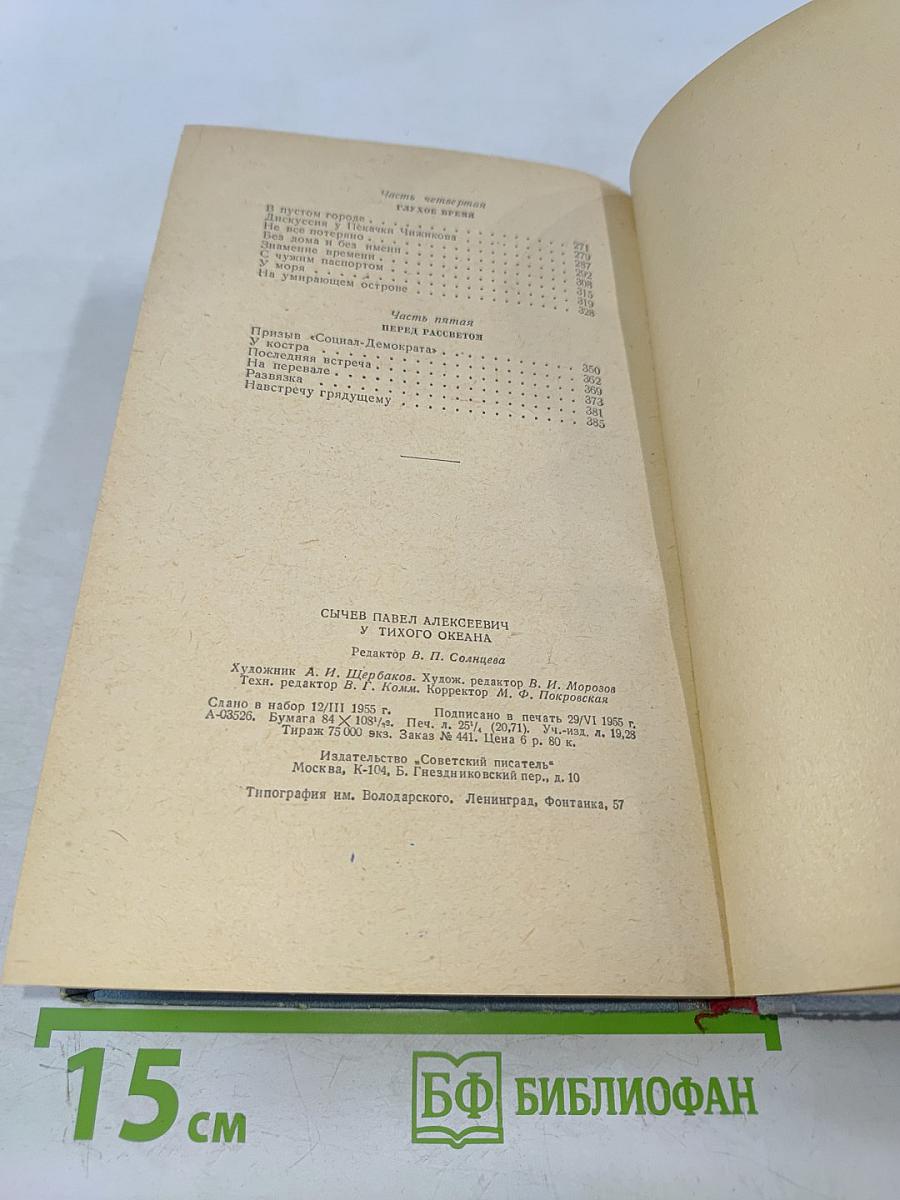 Часть четвертая
ГЛУХОЕ ВРЕМЯ
В пустом городе . . . . . . . . . . . . . . . 271
Дискуссия у Пекачки Чижикова . . . . . . . . 279
Не все потеряно . . . . . . . . . . . . . . . 287
Без дома и без имени . . . . . . . . . . . . 292
Знамение времени . . . . . . . . . . . . . . 308
С чужим паспортом . . . . . . . . . . . . . . 315
У моря . . . . . . . . . . . . . . . . . . . 319
На умирающем острове . . . . . . . . . . . . 328
Часть пятая
ПЕРЕД РАССВЕТОМ
Призыв «Социал-Демократа» . . . . . . . . . . 350
У костра . . . . . . . . . . . . . . . . . . 362
Последняя встреча . . . . . . . . . . . . . . 369
На перевале . . . . . . . . . . . . . . . . . 373
Развязка . . . . . . . . . . . . . . . . . . 381
Навстречу грядущему . . . . . . . . . . . . . 385
СЫЧЕВ ПАВЕЛ АЛЕКСЕЕВИЧ
У ТИХОГО ОКЕАНА
Редактор В. П. Солнцева
Художник А. И. Щербаков. Худож. редактор В. И. Морозов
Техн. редактор В. Г. Комм. Корректор М. Ф. Покровская
Сдано в набор 12/III 1955 г. Подписано в печать 29/VI 1955 г.
А-03526. Бумага 84 × 108¹/₃₂. Печ. л. 25¹/₄ (20,71). Уч.-изд. л. 19,28
Тираж 75 000 экз. Заказ № 441. Цена 6 р. 80 к.
Издательство „Советский писатель“
Москва, К-104, Б. Гнездниковский пер., д. 10
Типография им. Володарского. Ленинград, Фонтанка, 57
15 см
БФ БИБЛИОФАН